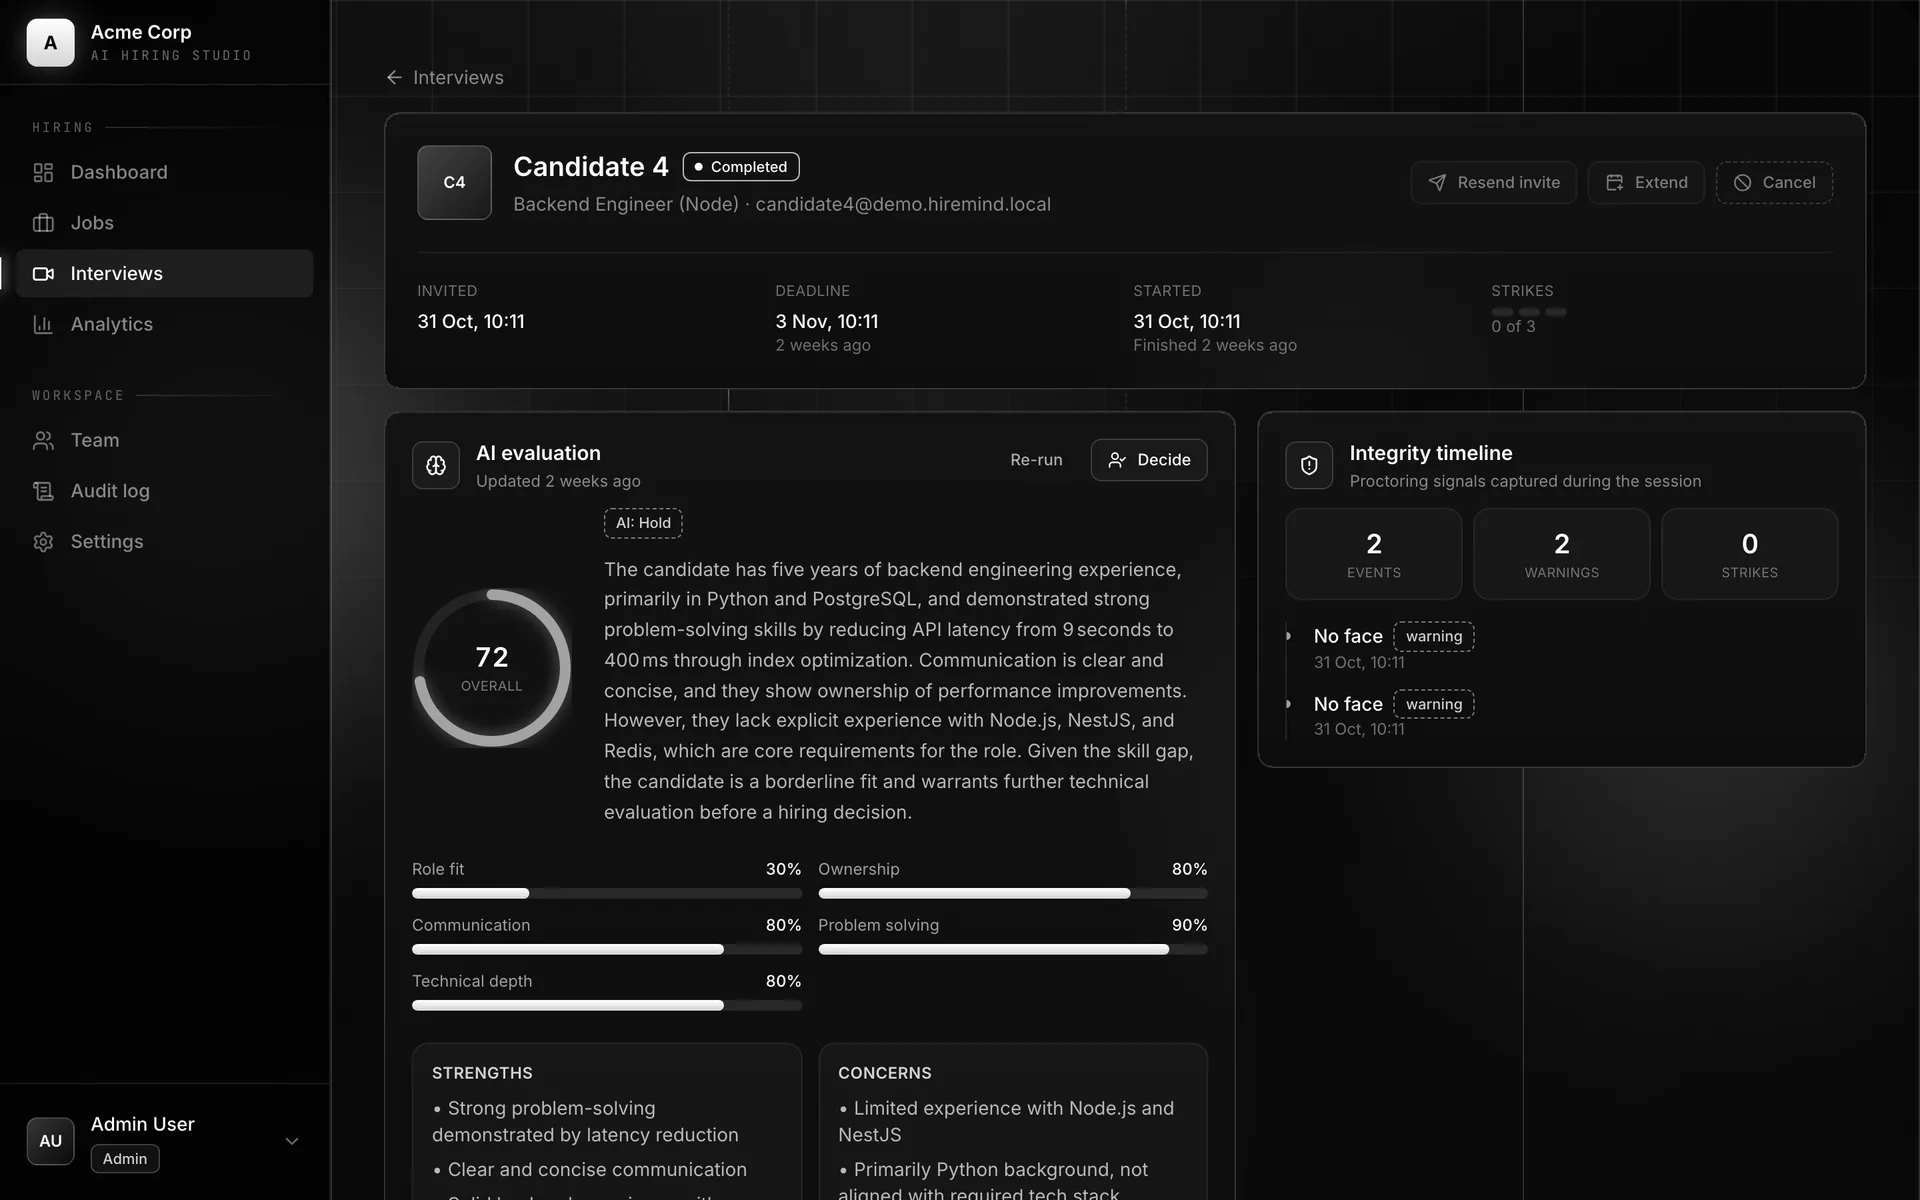 A
Acme Corp
AI HIRING STUDIO
HIRING
Dashboard
Jobs
Interviews
Analytics
WORKSPACE
Team
Audit log
Settings
AU
Admin User
Admin
Interviews
C4
Candidate 4
Completed
Backend Engineer (Node) · candidate4@demo.hiremind.local
Resend invite
Extend
Cancel
INVITED
31 Oct, 10:11
DEADLINE
3 Nov, 10:11
2 weeks ago
STARTED
31 Oct, 10:11
Finished 2 weeks ago
STRIKES
0 of 3
AI evaluation
Updated 2 weeks ago
Re-run
Decide
72
OVERALL
AI: Hold
The candidate has five years of backend engineering experience,
primarily in Python and PostgreSQL, and demonstrated strong
problem-solving skills by reducing API latency from 9 seconds to
400 ms through index optimization. Communication is clear and
concise, and they show ownership of performance improvements.
However, they lack explicit experience with Node.js, NestJS, and
Redis, which are core requirements for the role. Given the skill gap,
the candidate is a borderline fit and warrants further technical
evaluation before a hiring decision.
Role fit 30%
Ownership 80%
Communication 80%
Problem solving 90%
Technical depth 80%
STRENGTHS
• Strong problem-solving
demonstrated by latency reduction
• Clear and concise communication
CONCERNS
• Limited experience with Node.js and
NestJS
• Primarily Python background, not
aligned with required tech stack
Integrity timeline
Proctoring signals captured during the session
2
EVENTS
2
WARNINGS
0
STRIKES
No face warning
31 Oct, 10:11
No face warning
31 Oct, 10:11